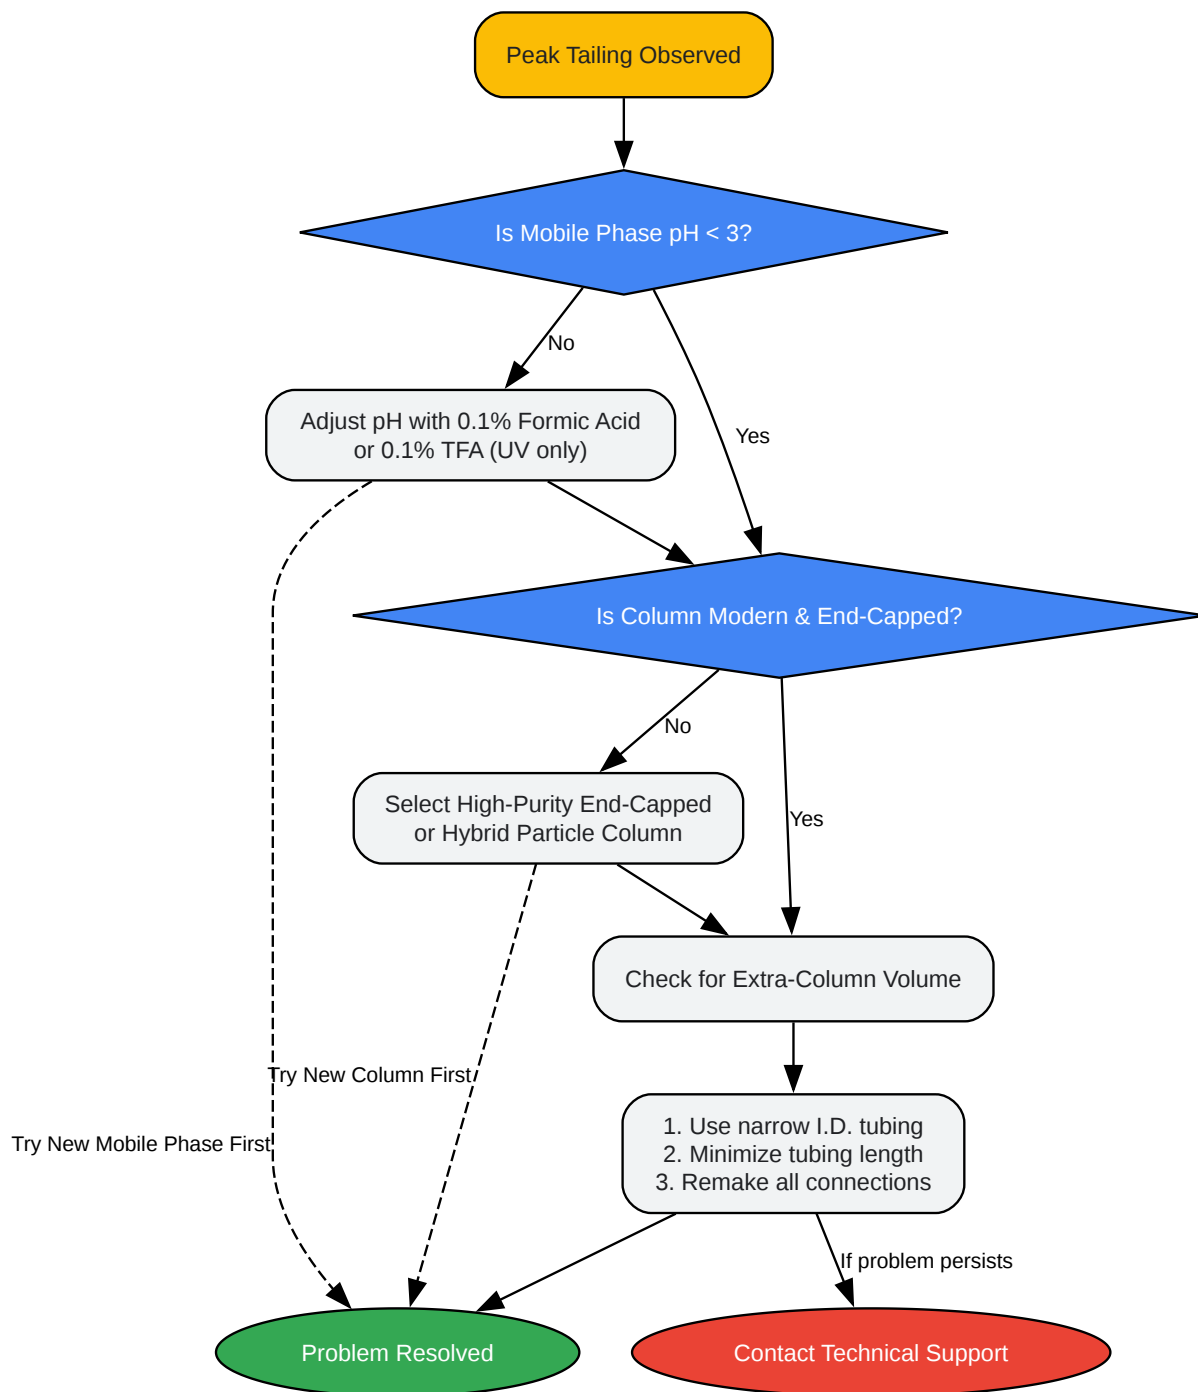 Peak Tailing Observed
Is Mobile Phase pH < 3?
No
Adjust pH with 0.1% Formic Acid
or 0.1% TFA (UV only)
Yes
Is Column Modern & End-Capped?
No
Select High-Purity End-Capped
or Hybrid Particle Column
Yes
Check for Extra-Column Volume
Try New Column First
1. Use narrow I.D. tubing
2. Minimize tubing length
3. Remake all connections
Try New Mobile Phase First
If problem persists
Problem Resolved
Contact Technical Support